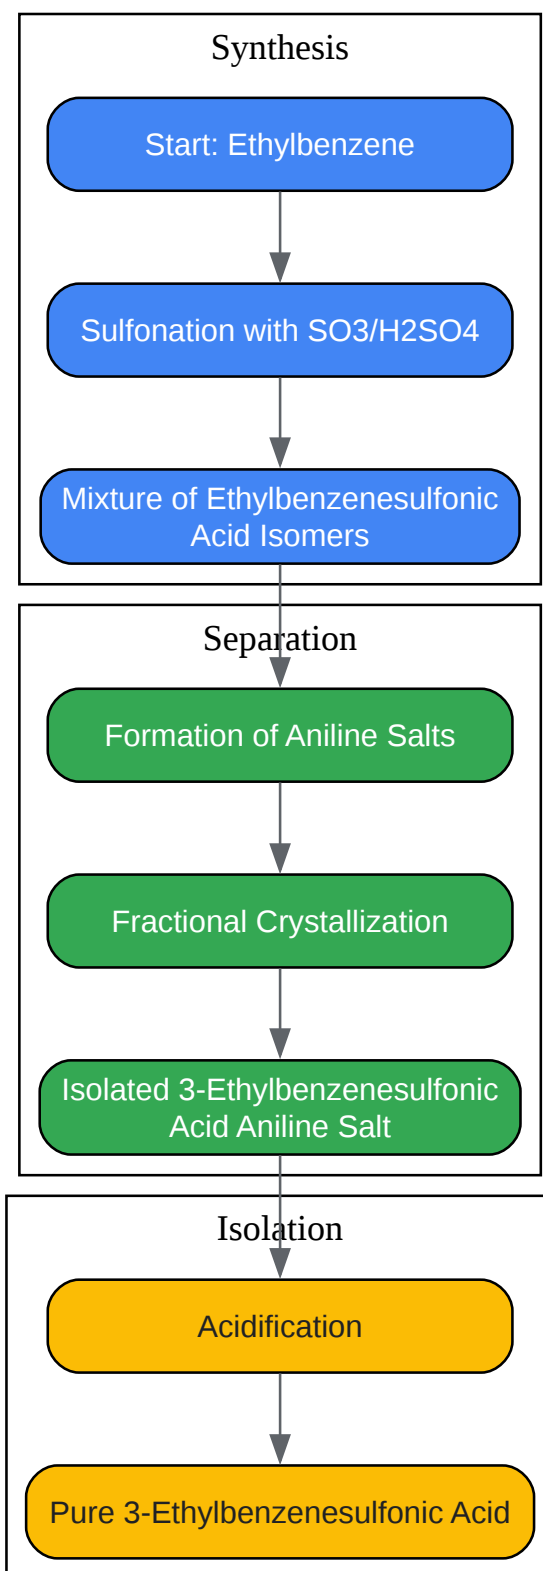 Synthesis
Start: Ethylbenzene
Sulfonation with SO3/H2SO4
Mixture of Ethylbenzenesulfonic
Acid Isomers
Separation
Formation of Aniline Salts
Fractional Crystallization
Isolated 3-Ethylbenzenesulfonic
Acid Aniline Salt
Isolation
Acidification
Pure 3-Ethylbenzenesulfonic Acid